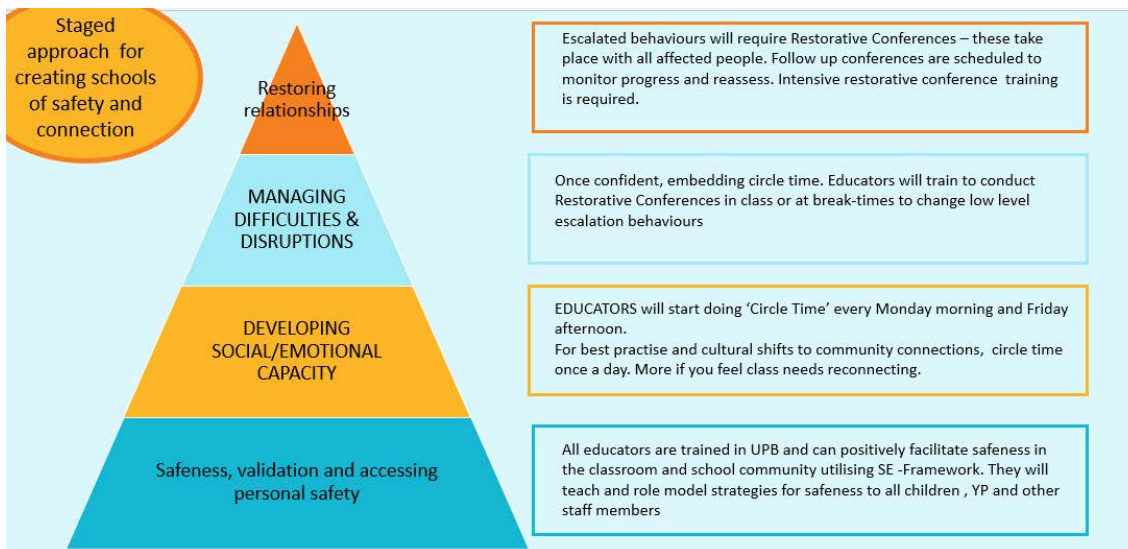 Staged
approach for
creating schools
of safety and
connection
Restoring
relationships
Escalated behaviours will require Restorative Conferences – these take
place with all affected people. Follow up conferences are scheduled to
monitor progress and reassess. Intensive restorative conference training
is required.
MANAGING
DIFFICULTIES &
DISRUPTIONS
Once confident, embedding circle time. Educators will train to conduct
Restorative Conferences in class or at break-times to change low level
escalation behaviours
DEVELOPING
SOCIAL/EMOTIONAL
CAPACITY
EDUCATORS will start doing ‘Circle Time’ every Monday morning and Friday
afternoon.
For best practise and cultural shifts to community connections, circle time
once a day. More if you feel class needs reconnecting.
Safeness, validation and accessing
personal safety
All educators are trained in UPB and can positively facilitate safeness in
the classroom and school community utilising SE -Framework. They will
teach and role model strategies for safeness to all children , YP and other
staff members